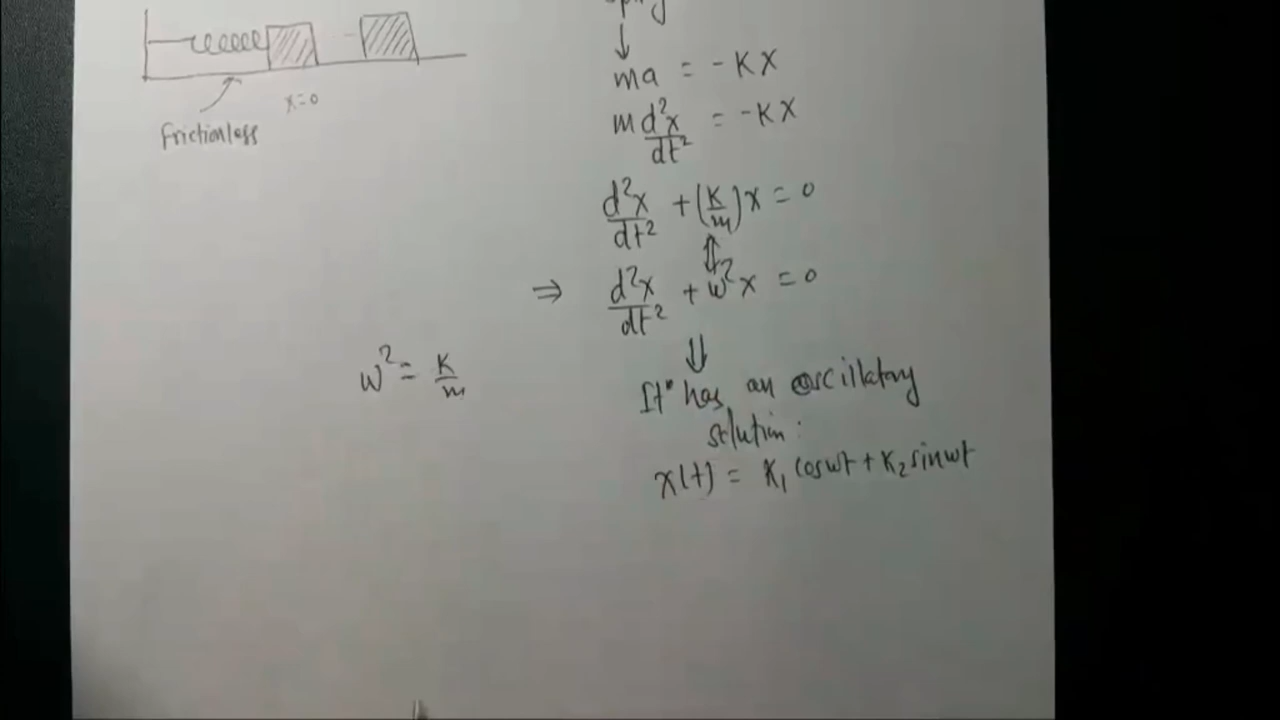 x=0
Frictionless
ma = -Kx
m d²x/dt² = -Kx
d²x/dt² + (K/m)x = 0
⇒ d²x/dt² + ω²x = 0
ω² = K/m
It has an oscillatory
solution:
x(t) = K₁ cosωt + K₂ sinωt